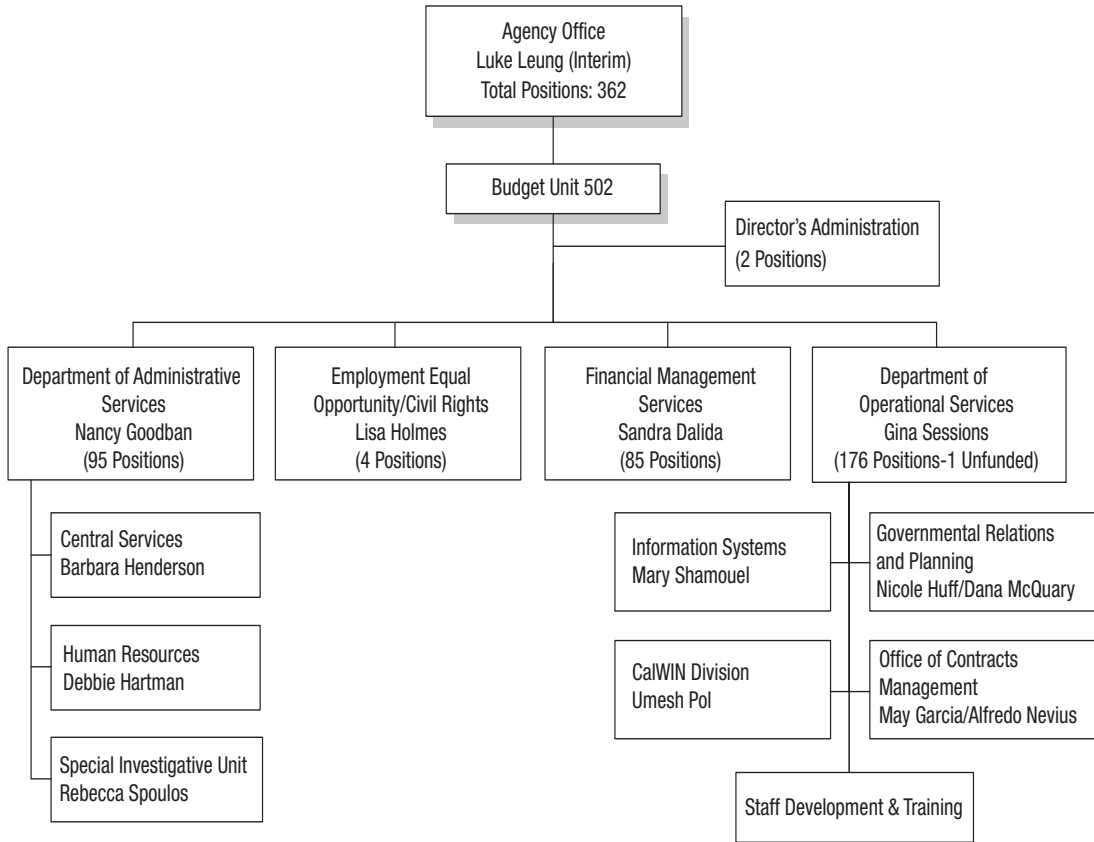 Agency Office
Luke Leung (Interim)
Total Positions: 362
Budget Unit 502
Director’s Administration
(2 Positions)
Department of Administrative
Services
Nancy Goodban
(95 Positions)
Employment Equal
Opportunity/Civil Rights
Lisa Holmes
(4 Positions)
Financial Management
Services
Sandra Dalida
(85 Positions)
Department of
Operational Services
Gina Sessions
(176 Positions-1 Unfunded)
Central Services
Barbara Henderson
Human Resources
Debbie Hartman
Special Investigative Unit
Rebecca Spoulos
Information Systems
Mary Shamouel
Governmental Relations
and Planning
Nicole Huff/Dana McQuary
CalWIN Division
Umesh Pol
Office of Contracts
Management
May Garcia/Alfredo Nevius
Staff Development & Training